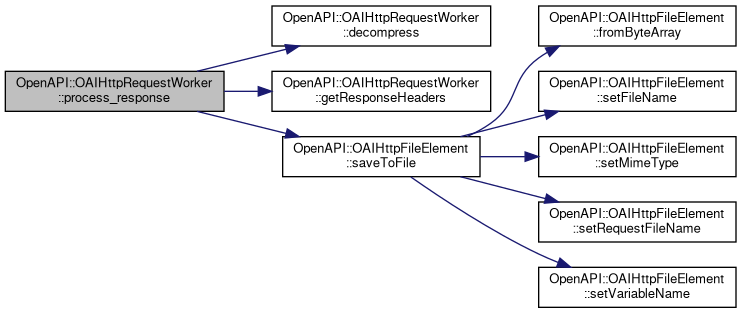 OpenAPI::OAIHttpRequestWorker
::process_response
OpenAPI::OAIHttpRequestWorker
::decompress
OpenAPI::OAIHttpRequestWorker
::getResponseHeaders
OpenAPI::OAIHttpFileElement
::saveToFile
OpenAPI::OAIHttpFileElement
::fromByteArray
OpenAPI::OAIHttpFileElement
::setFileName
OpenAPI::OAIHttpFileElement
::setMimeType
OpenAPI::OAIHttpFileElement
::setRequestFileName
OpenAPI::OAIHttpFileElement
::setVariableName